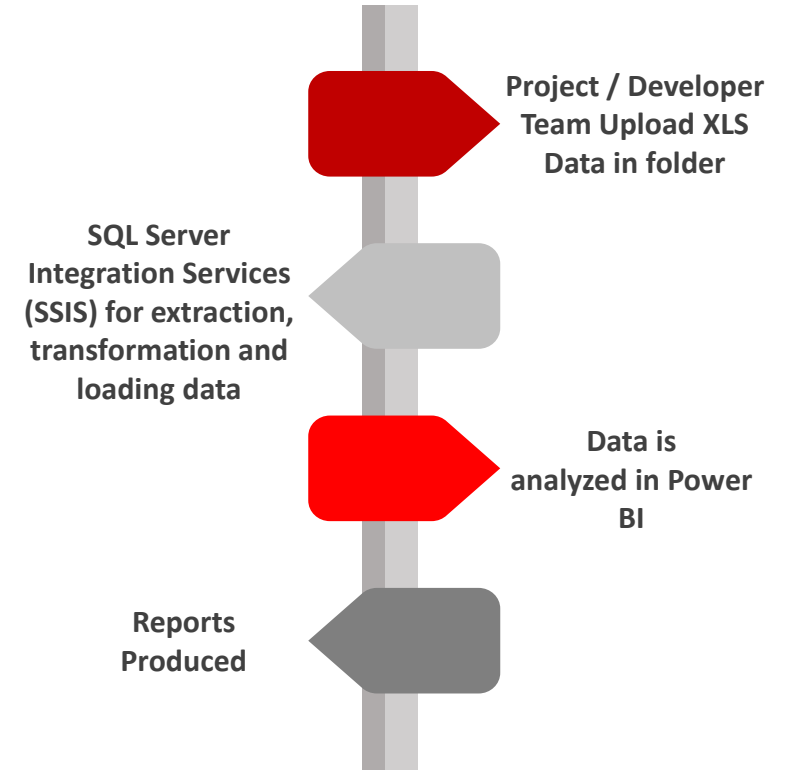 Project / Developer
Team Upload XLS
Data in folder
SQL Server
Integration Services
(SSIS) for extraction,
transformation and
loading data
Data is
analyzed in Power
BI
Reports
Produced